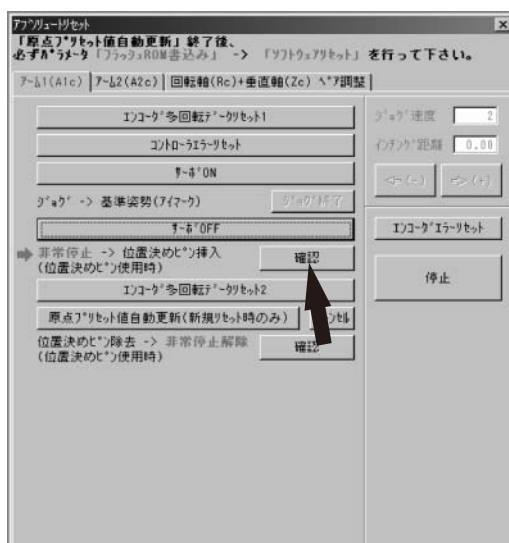 アブソリュートリセット
「原点プリセット値自動更新」終了後、
必ずパラメータ「フラッシュROM書込み」 -> 「ソフトウェアリセット」を行って下さい。
アーム1(A1c) アーム2(A2c) 回転軸(Rc)+垂直軸(Zc) ペア調整
エンコーダ多回転データリセット1
コントローラエラーリセット
サーボON
ジョグ -> 基準姿勢(アイマーク) ジョグ終了
サーボOFF
非常停止 -> 位置決めピン挿入
(位置決めピン使用時)
確認
エンコーダ多回転データリセット2
原点プリセット値自動更新(新規リセット時のみ)
位置決めピン除去 -> 非常停止解除
(位置決めピン使用時)
確認
ジョグ速度 2
インチング距離 0.00
<-(-) ->(+)
エンコーダエラーリセット
停止